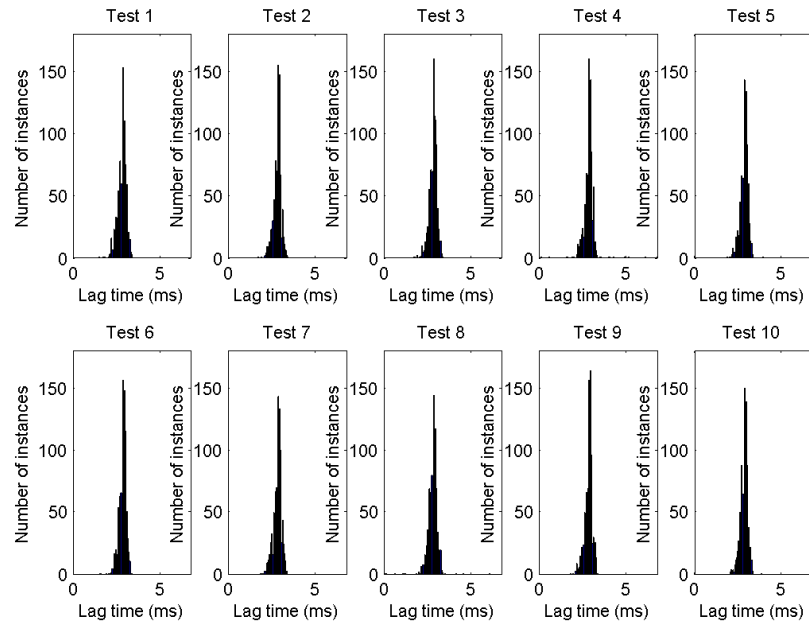 Test 1
Test 2
Test 3
Test 4
Test 5
Number of instances
Number of instances
Number of instances
Number of instances
Number of instances
150
150
150
150
150
100
100
100
100
100
50
50
50
50
50
0
0
0
0
0
0 5
0 5
0 5
0 5
0 5
Lag time (ms)
Lag time (ms)
Lag time (ms)
Lag time (ms)
Lag time (ms)
Test 6
Test 7
Test 8
Test 9
Test 10
Number of instances
Number of instances
Number of instances
Number of instances
Number of instances
150
150
150
150
150
100
100
100
100
100
50
50
50
50
50
0
0
0
0
0
0 5
0 5
0 5
0 5
0 5
Lag time (ms)
Lag time (ms)
Lag time (ms)
Lag time (ms)
Lag time (ms)